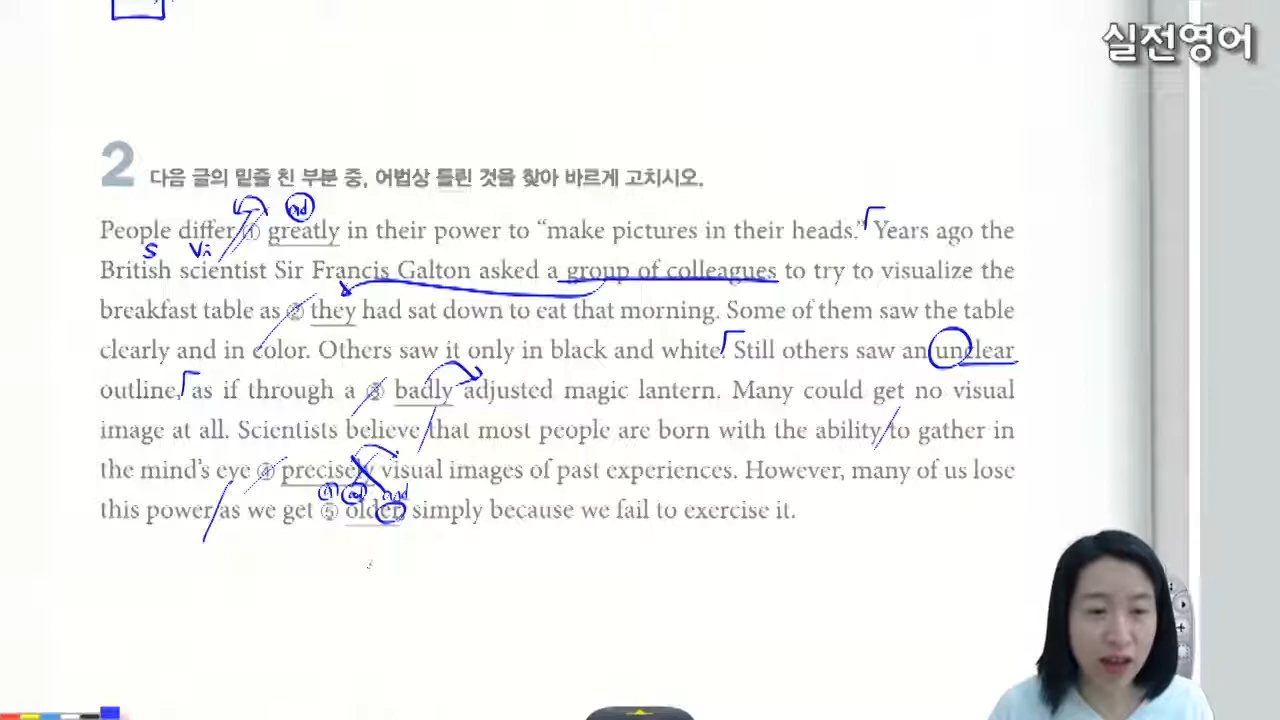 실전영어
2 다음 글의 밑줄 친 부분 중, 어법상 틀린 것을 찾아 바르게 고치시오.
ad
People differ ① greatly in their power to “make pictures in their heads.” Years ago the
S Vi
British scientist Sir Francis Galton asked a group of colleagues to try to visualize the
breakfast table as ② they had sat down to eat that morning. Some of them saw the table
clearly and in color. Others saw it only in black and white. Still others saw an unclear
outline, as if through a ③ badly adjusted magic lantern. Many could get no visual
image at all. Scientists believe that most people are born with the ability to gather in
the mind’s eye ④ precisely visual images of past experiences. However, many of us lose
this power as we get ⑤ older simply because we fail to exercise it.